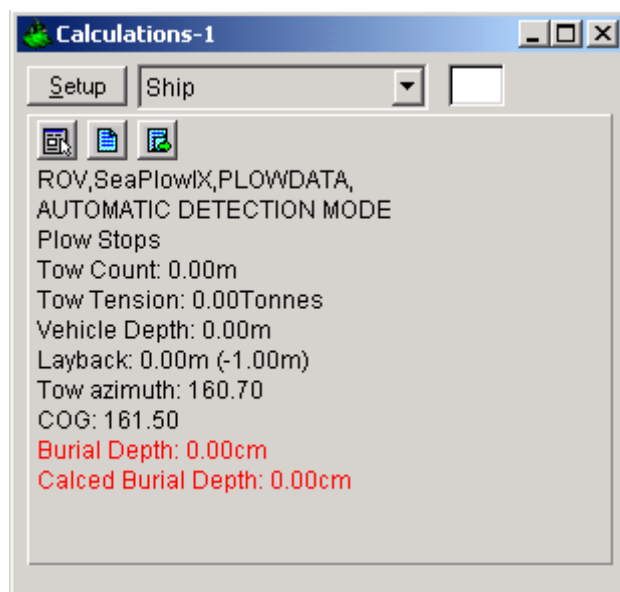 Calculations-1
Setup Ship
ROV,SeaPlowIX,PLOWDATA,
AUTOMATIC DETECTION MODE
Plow Stops
Tow Count: 0.00m
Tow Tension: 0.00Tonnes
Vehicle Depth: 0.00m
Layback: 0.00m (-1.00m)
Tow azimuth: 160.70
COG: 161.50
Burial Depth: 0.00cm
Calced Burial Depth: 0.00cm